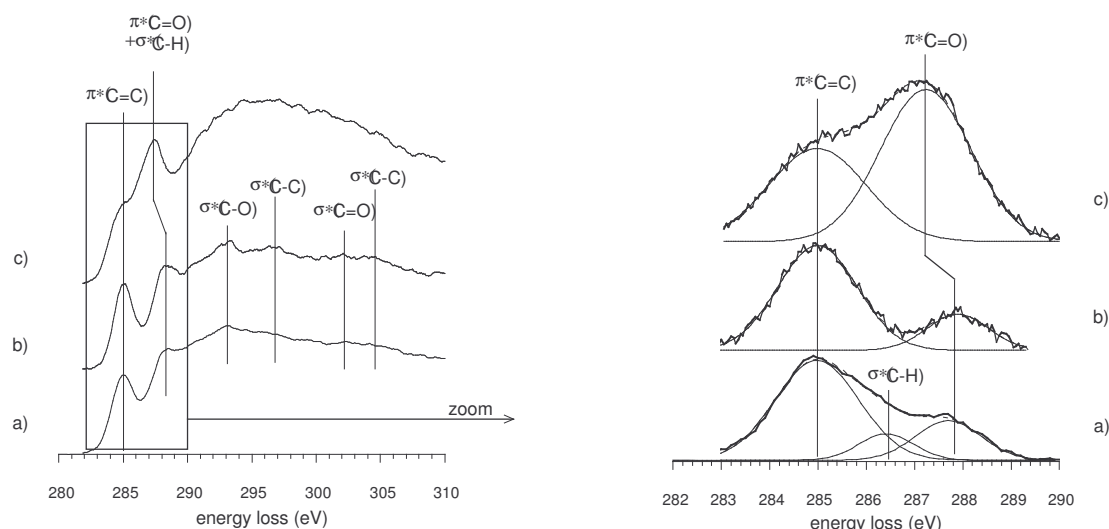 π*C=O)
+σ*C-H)
π*C=C)
σ*C-O)
σ*C-C)
σ*C=O)
σ*C-C)
c)
b)
a)
zoom
280 285 290 295 300 305 310
energy loss (eV)
π*C=O)
π*C=C)
σ*C-H)
c)
b)
a)
282 283 284 285 286 287 288 289 290
energy loss (eV)